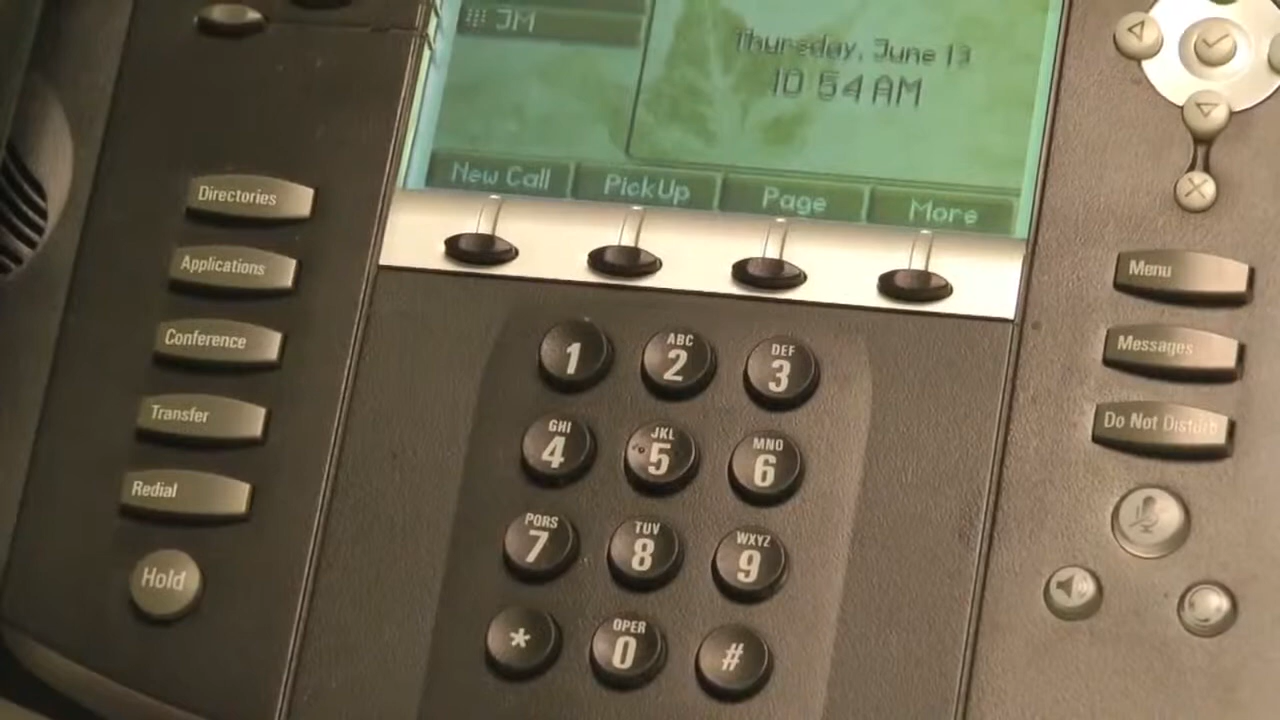 JM
Thursday, June 13
10 54 AM
New Call
PickUp
Page
More
Directories
Applications
Conference
Transfer
Redial
Hold
Menu
Messages
Do Not Disturb
1
ABC
2
DEF
3
GHI
4
JKL
5
MNO
6
PQRS
7
TUV
8
WXYZ
9
*
OPER
0
#